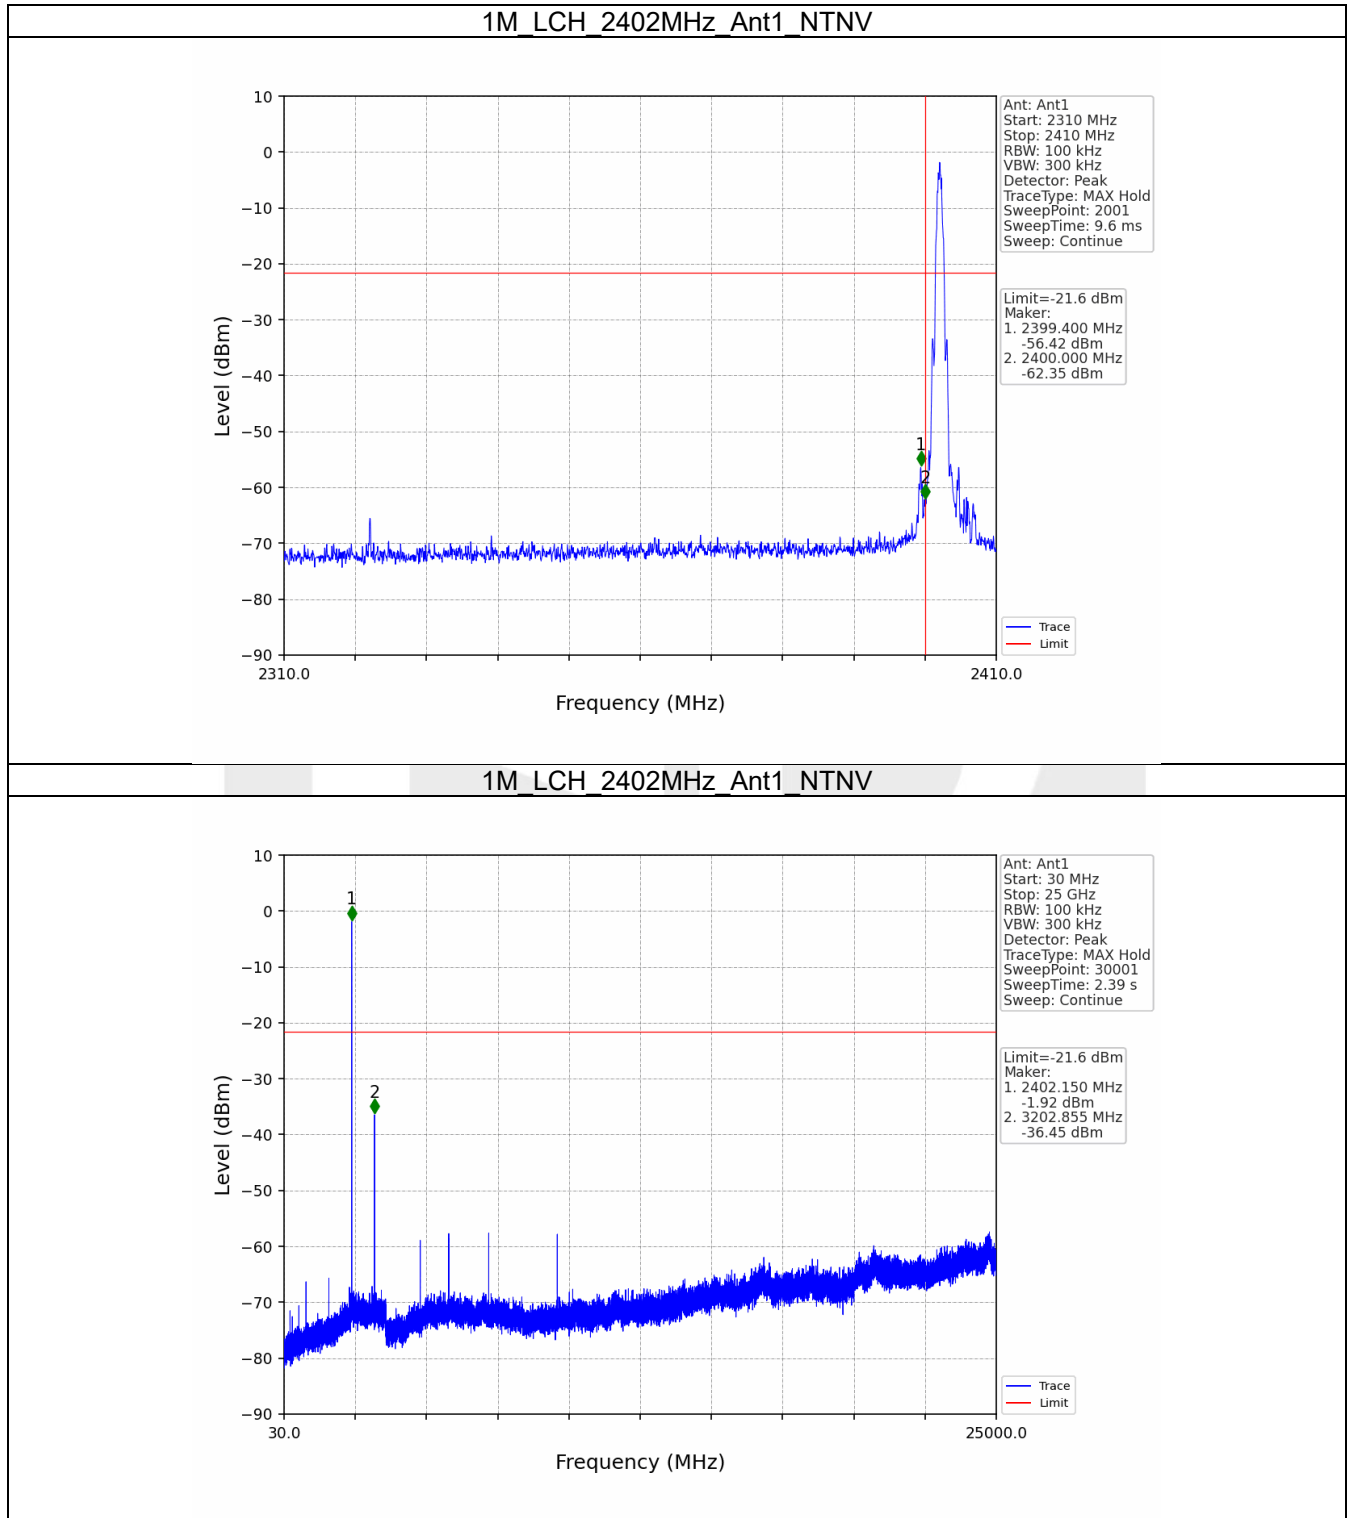 1M_LCH_2402MHz_Ant1_NTNV
10
0
−10
−20
−30
−40
−50
−60
−70
−80
−90
Level (dBm)
1
2
2310.0
2410.0
Frequency (MHz)
Ant: Ant1
Start: 2310 MHz
Stop: 2410 MHz
RBW: 100 kHz
VBW: 300 kHz
Detector: Peak
TraceType: MAX Hold
SweepPoint: 2001
SweepTime: 9.6 ms
Sweep: Continue
Limit=-21.6 dBm
Maker:
1. 2399.400 MHz
-56.42 dBm
2. 2400.000 MHz
-62.35 dBm
Trace
Limit
1M_LCH_2402MHz_Ant1_NTNV
10
0
−10
−20
−30
−40
−50
−60
−70
−80
−90
Level (dBm)
1
2
30.0
25000.0
Frequency (MHz)
Ant: Ant1
Start: 30 MHz
Stop: 25 GHz
RBW: 100 kHz
VBW: 300 kHz
Detector: Peak
TraceType: MAX Hold
SweepPoint: 30001
SweepTime: 2.39 s
Sweep: Continue
Limit=-21.6 dBm
Maker:
1. 2402.150 MHz
-1.92 dBm
2. 3202.855 MHz
-36.45 dBm
Trace
Limit